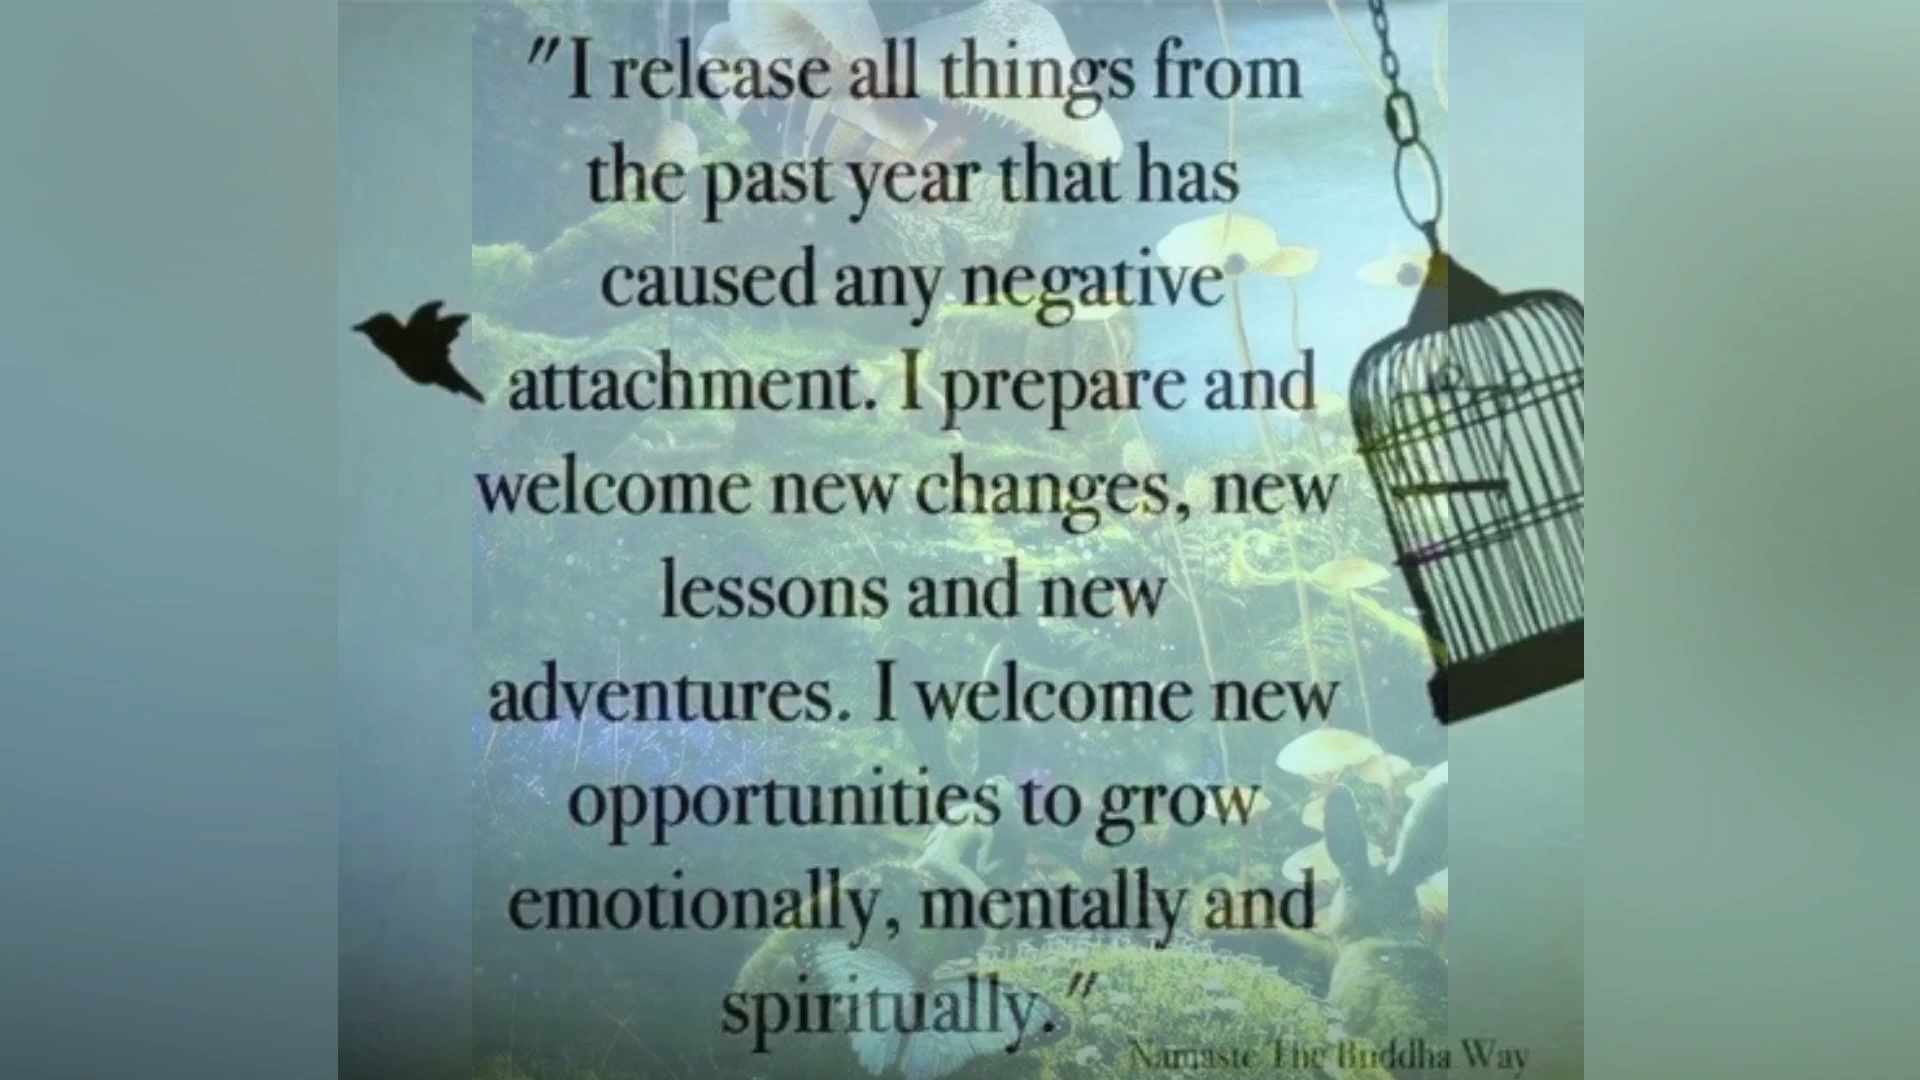 "I release all things from
the past year that has
caused any negative
attachment. I prepare and
welcome new changes, new
lessons and new
adventures. I welcome new
opportunities to grow
emotionally, mentally and
spiritually."
Namaste The Buddha Way